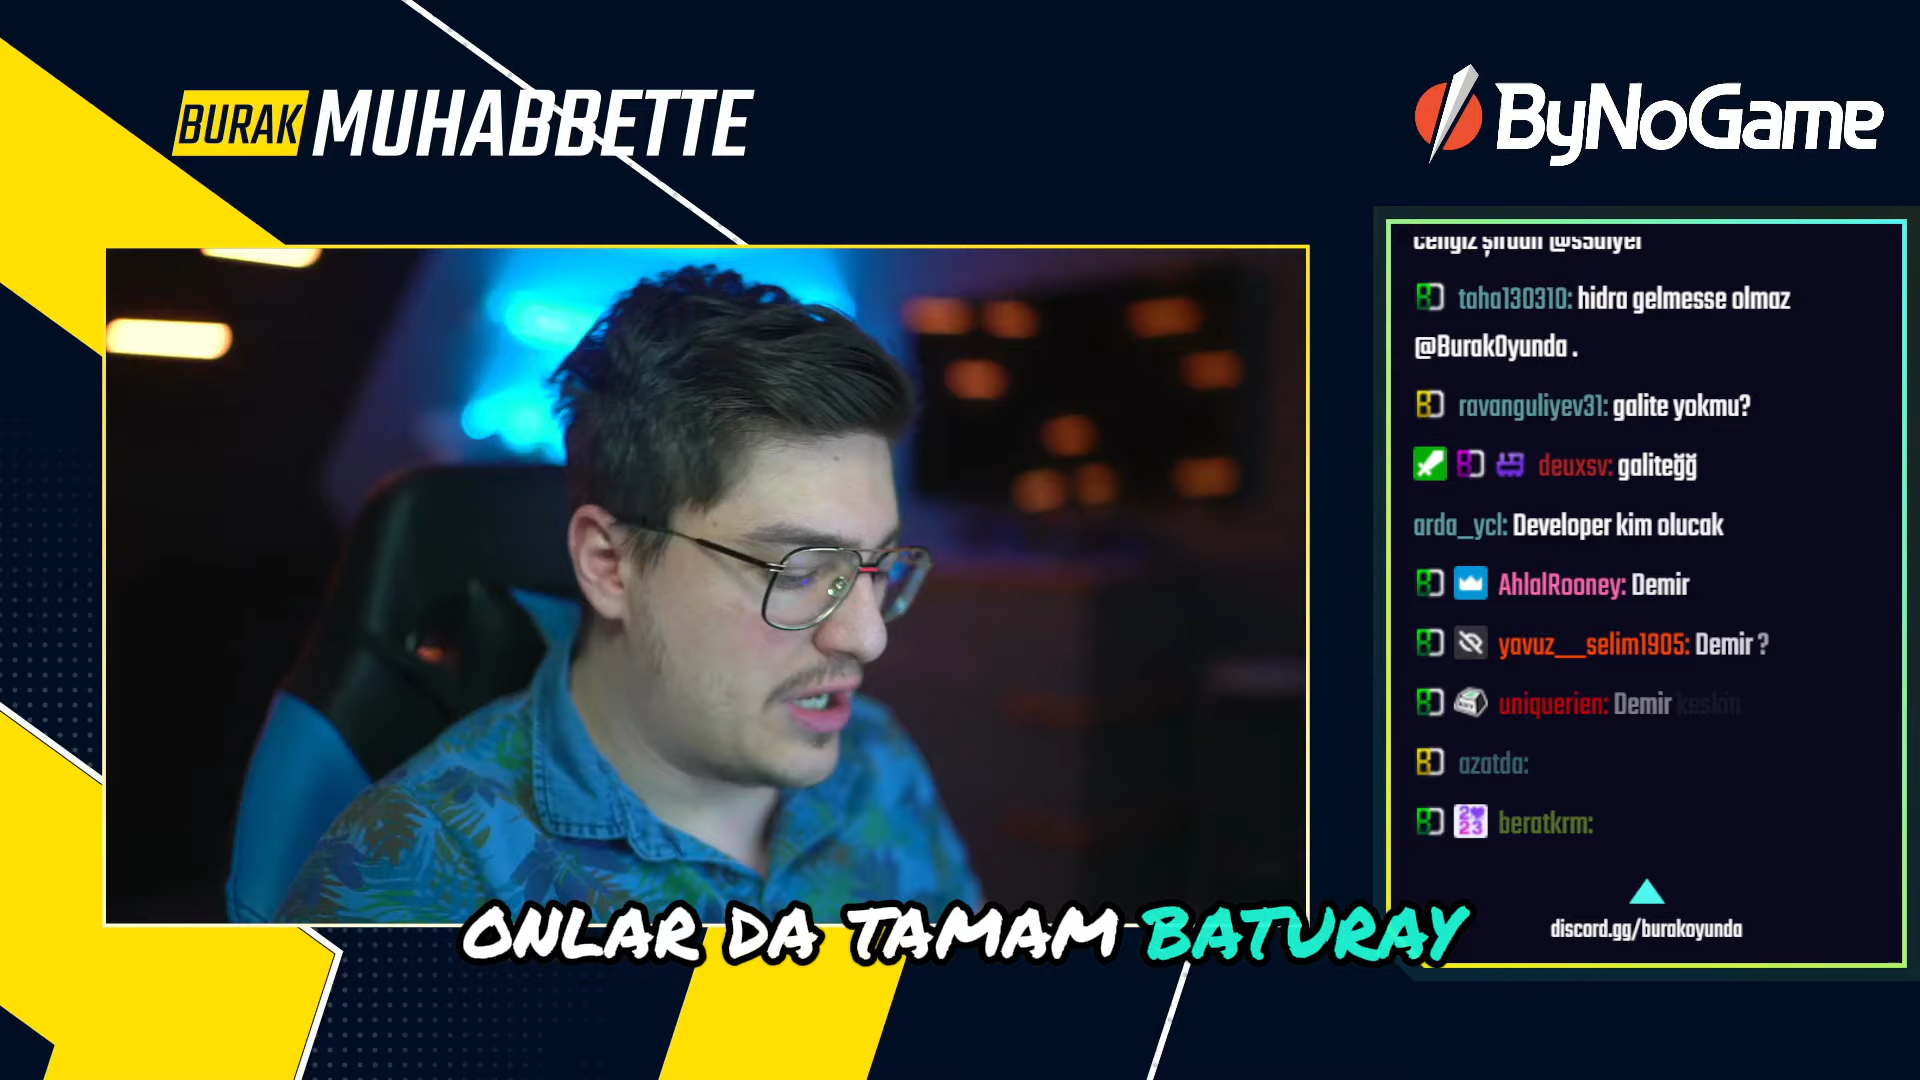 BURAK MUHABBETTE
ByNoGame
taha130310: hidra gelmesse olmaz
@BurakOyunda .
ravanguliyev31: galite yokmu?
deuxsv: galiteğğ
arda_ycl: Developer kim olucak
AhlalRooney: Demir
yavuz__selim1905: Demir ?
uniquerien: Demir keskin
azatda:
beratkrm:
discord.gg/burakoyunda
ONLAR DA TAMAM BATURAY